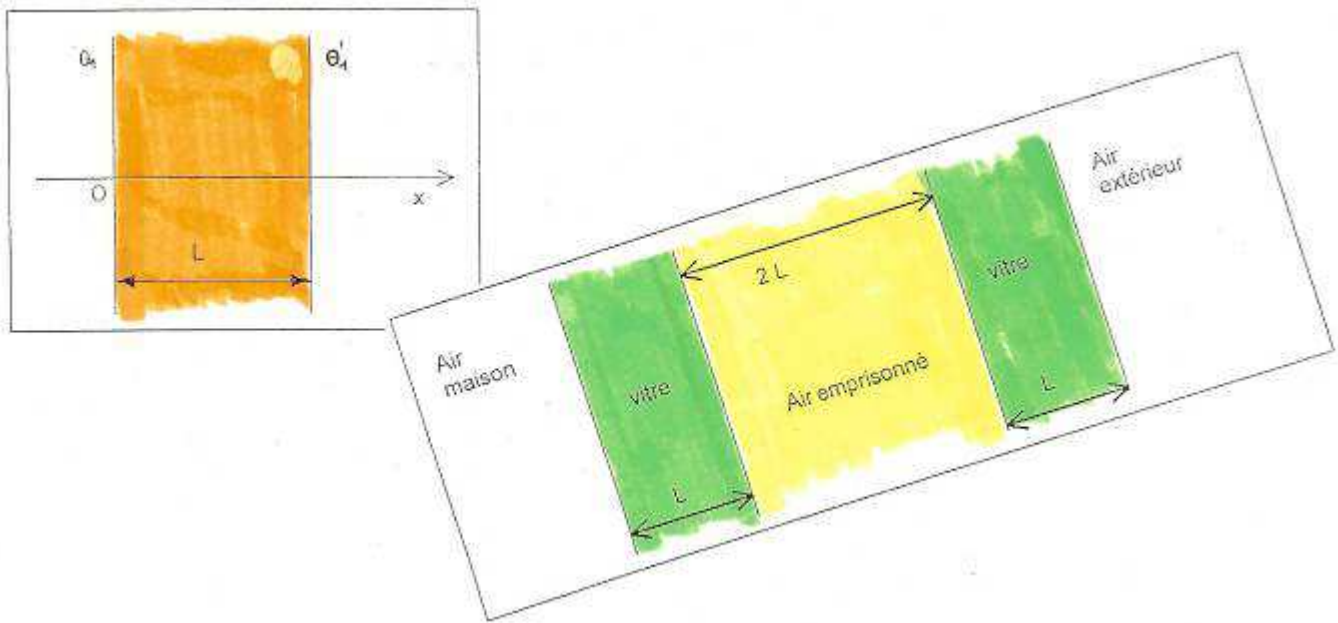 θ₁
θ'₁
O
x
L
Air
maison
vitre
L
2 L
Air emprisonné
vitre
L
Air
extérieur